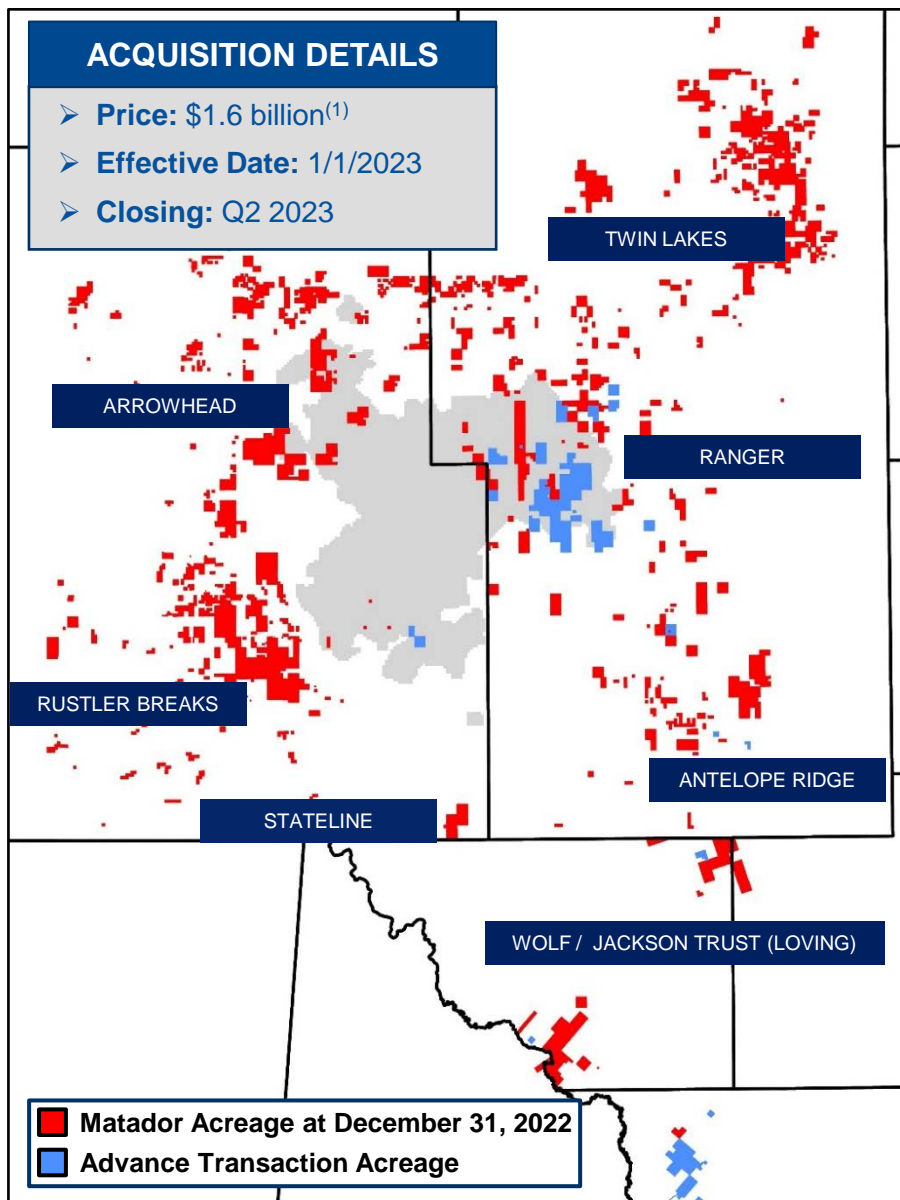 ACQUISITION DETAILS
➢ Price: $1.6 billion(1)
➢ Effective Date: 1/1/2023
➢ Closing: Q2 2023
TWIN LAKES
ARROWHEAD
RANGER
RUSTLER BREAKS
ANTELOPE RIDGE
STATELINE
WOLF / JACKSON TRUST (LOVING)
Matador Acreage at December 31, 2022
Advance Transaction Acreage